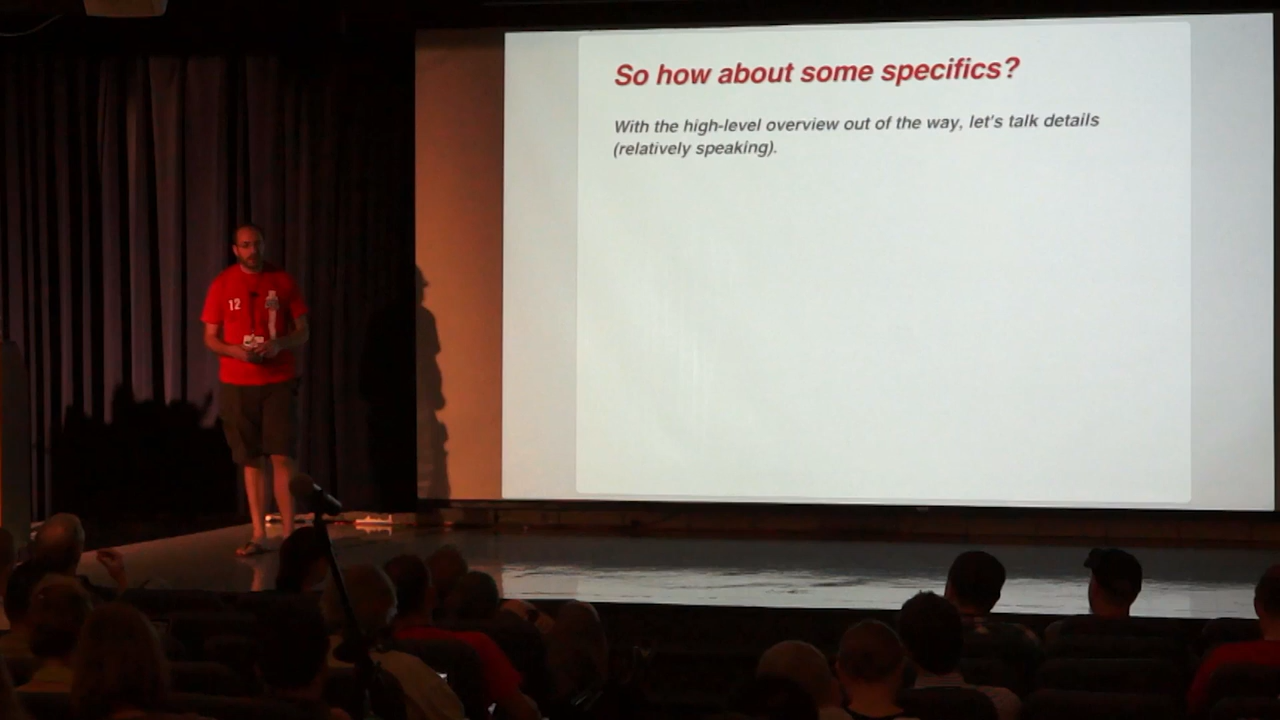 So how about some specifics?
With the high-level overview out of the way, let's talk details
(relatively speaking).
12